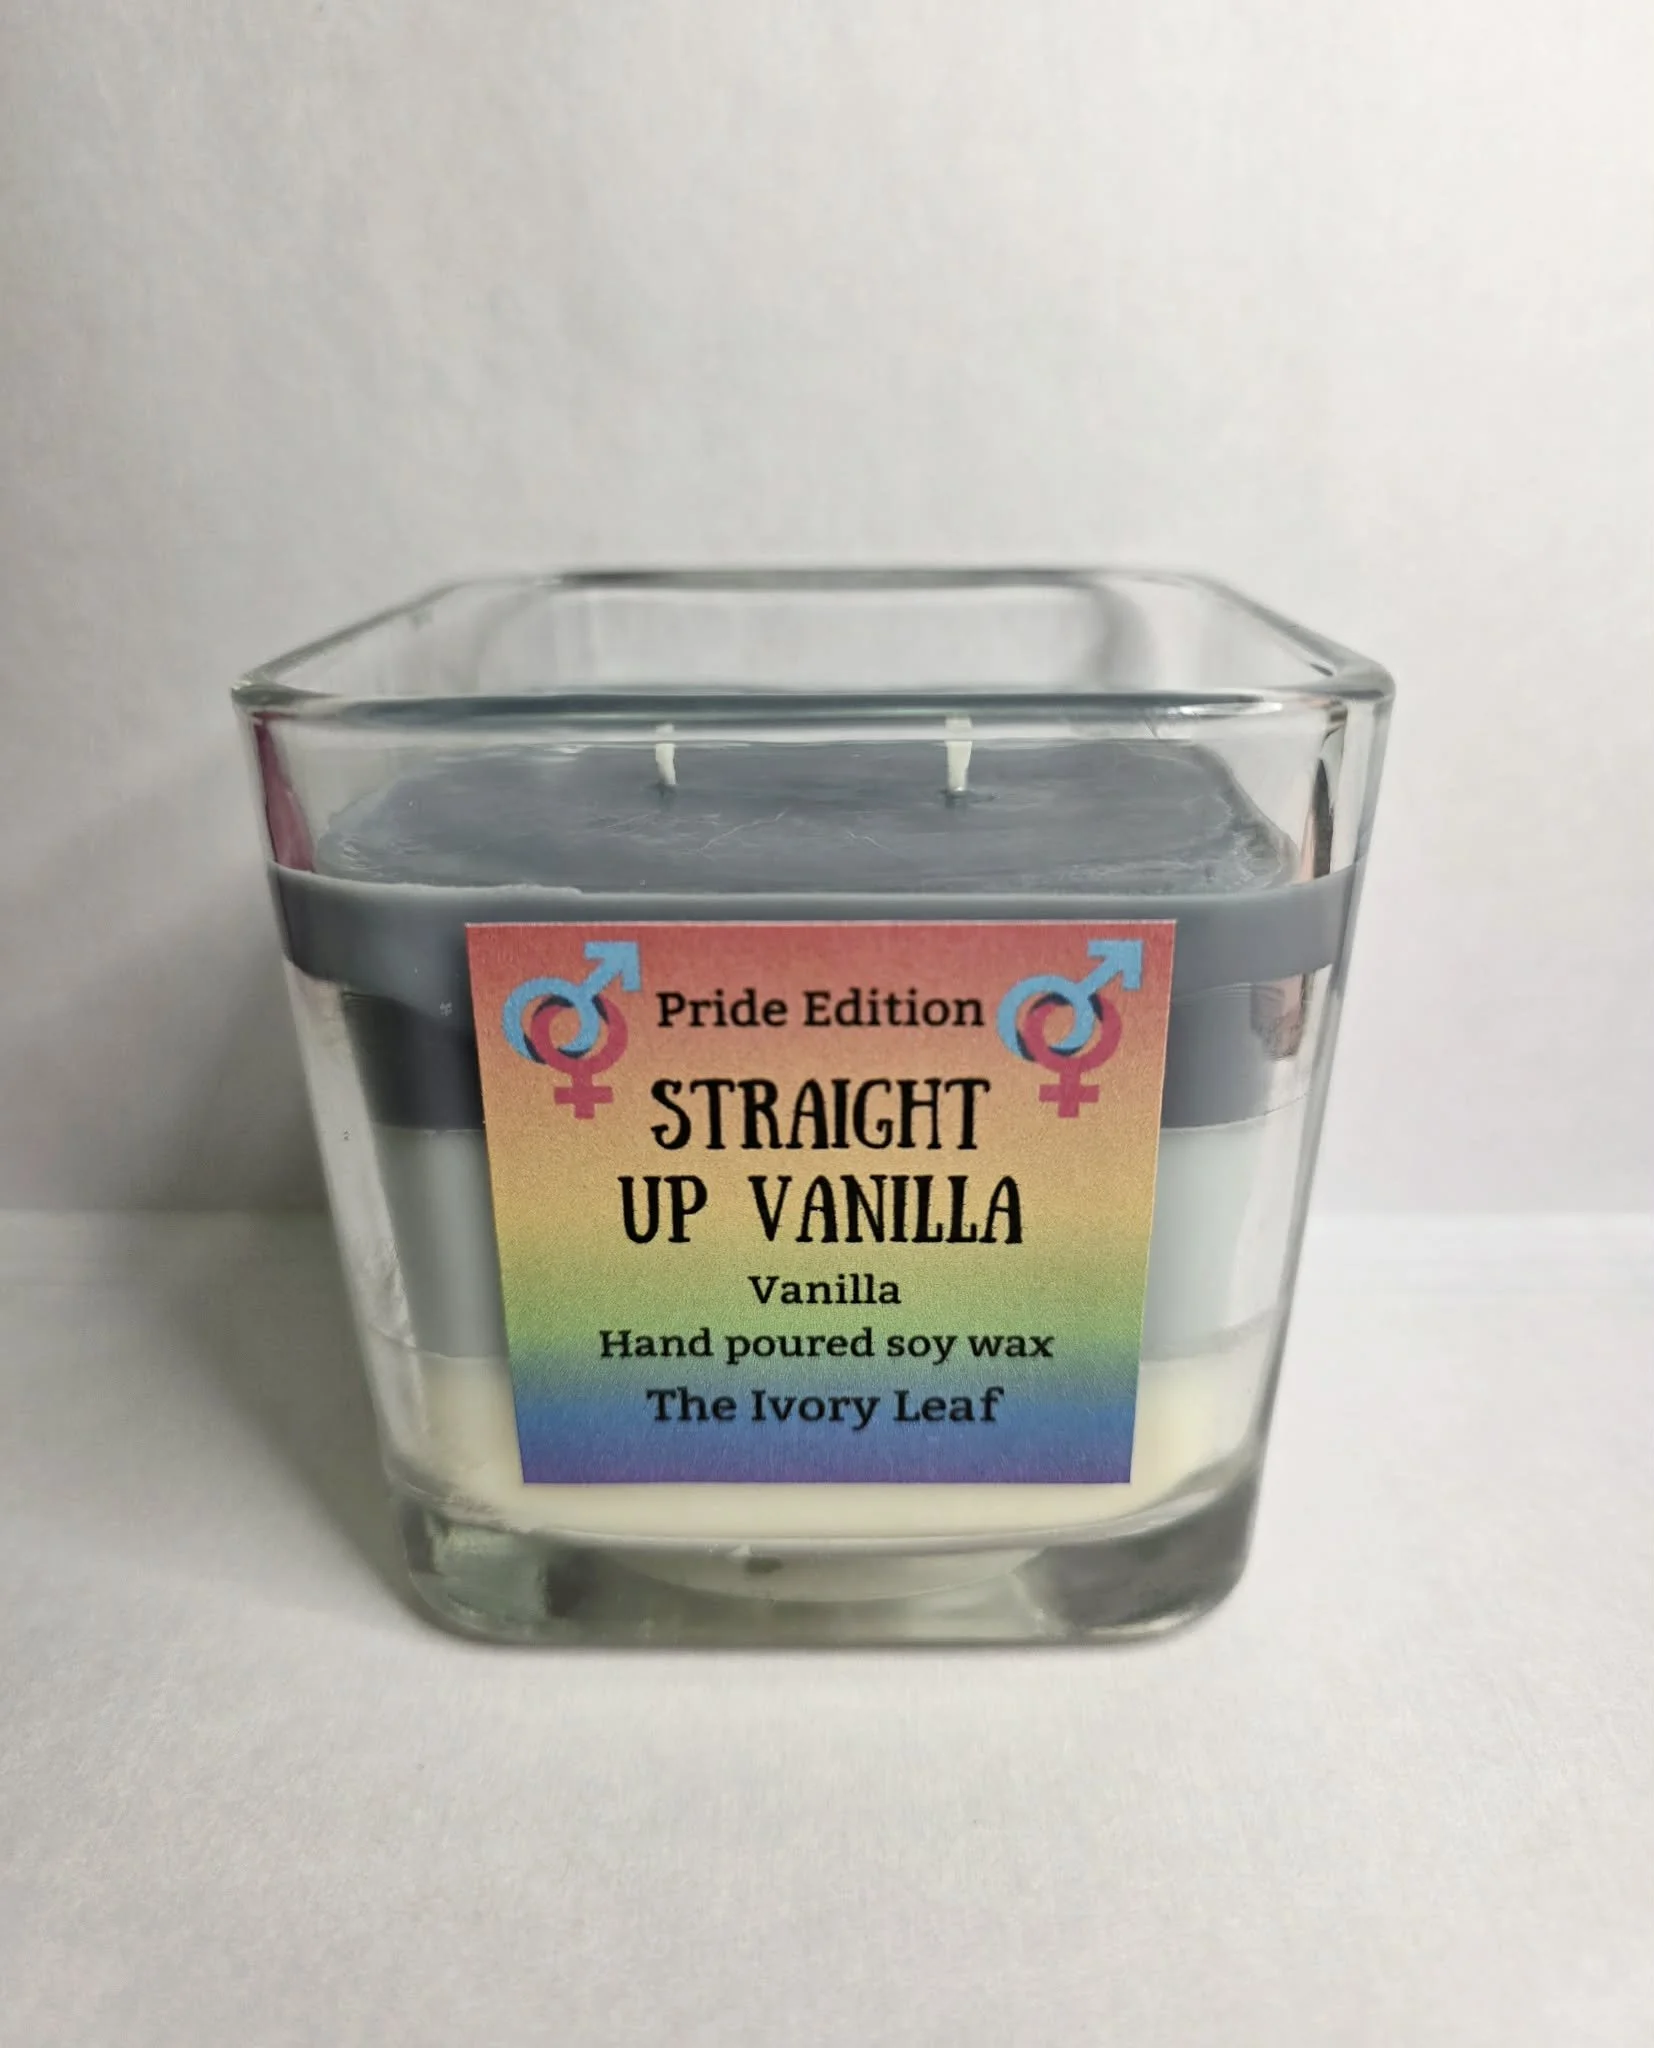 Pride Edition
STRAIGHT
UP VANILLA
Vanilla
Hand poured soy wax
The Ivory Leaf